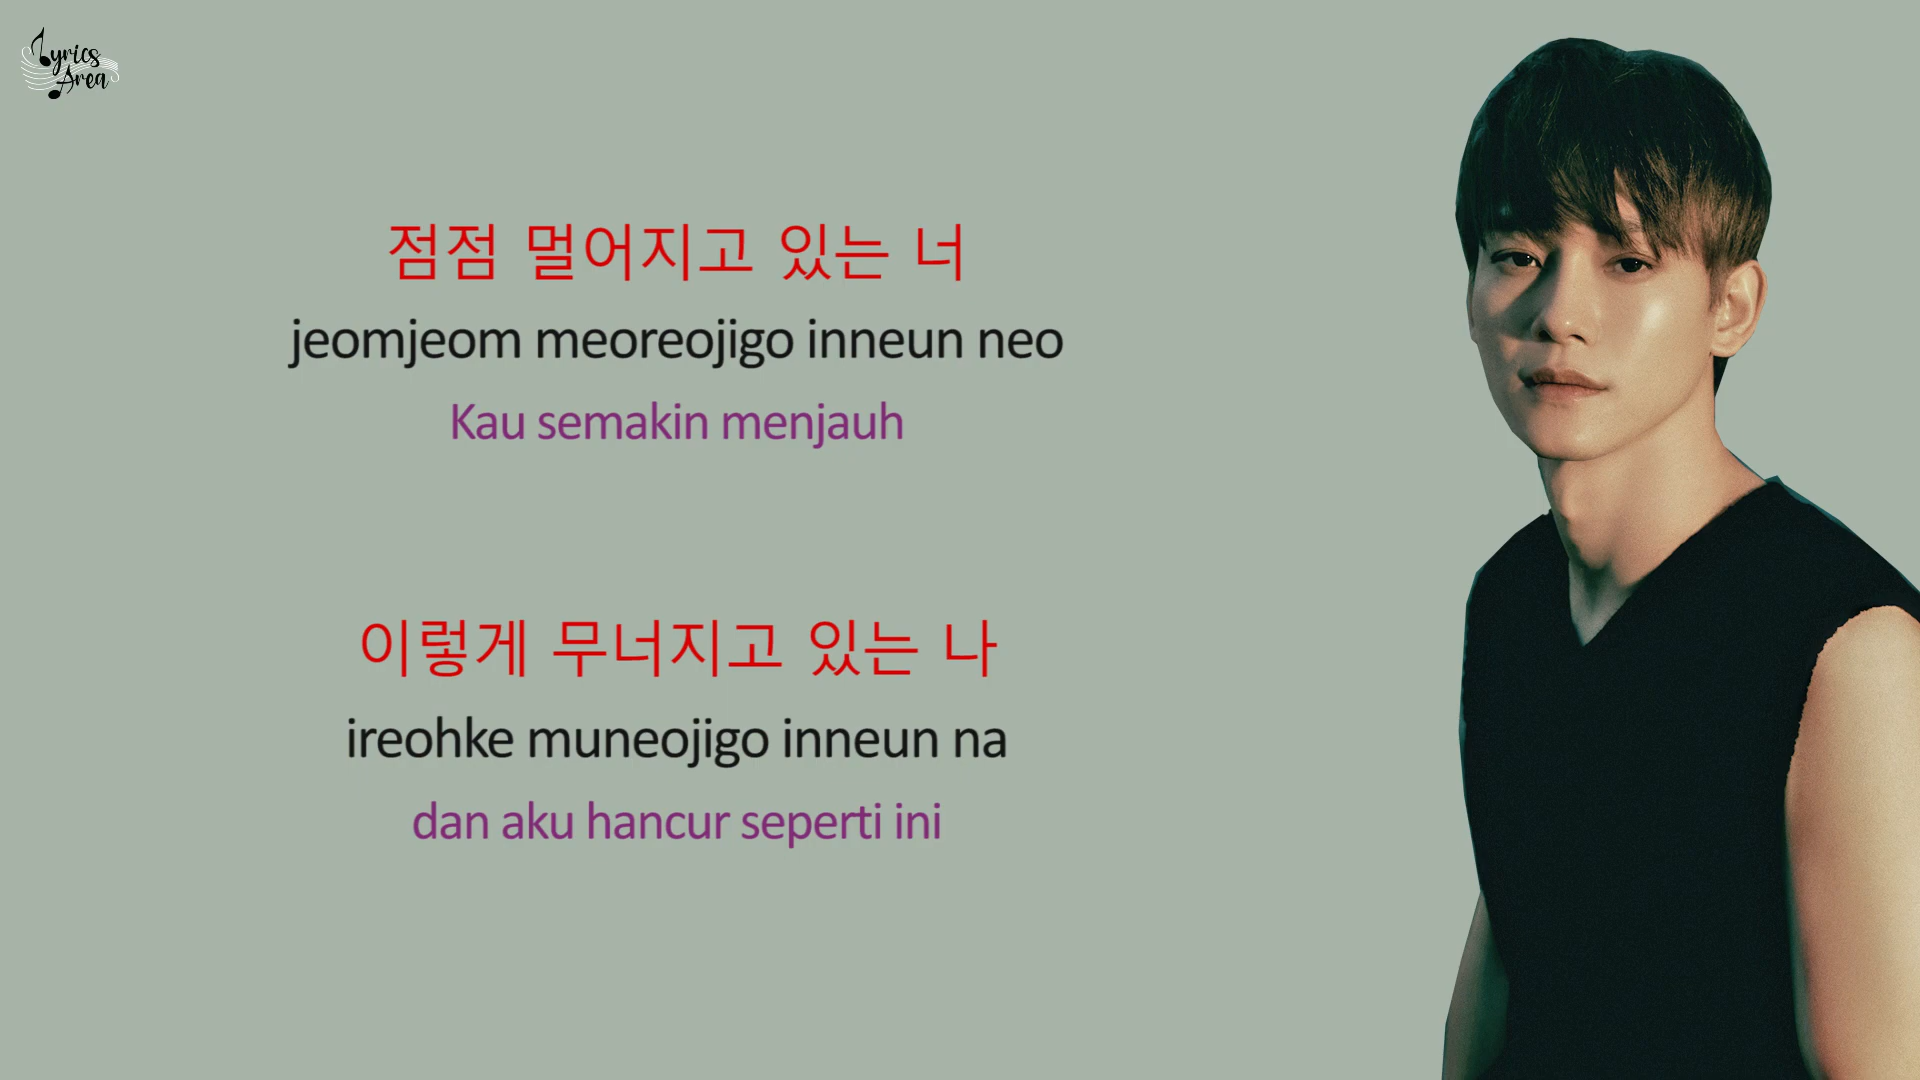 Lyrics
Area
점점 멀어지고 있는 너
jeomjeom meoreojigo inneun neo
Kau semakin menjauh
이렇게 무너지고 있는 나
ireohke muneojigo inneun na
dan aku hancur seperti ini